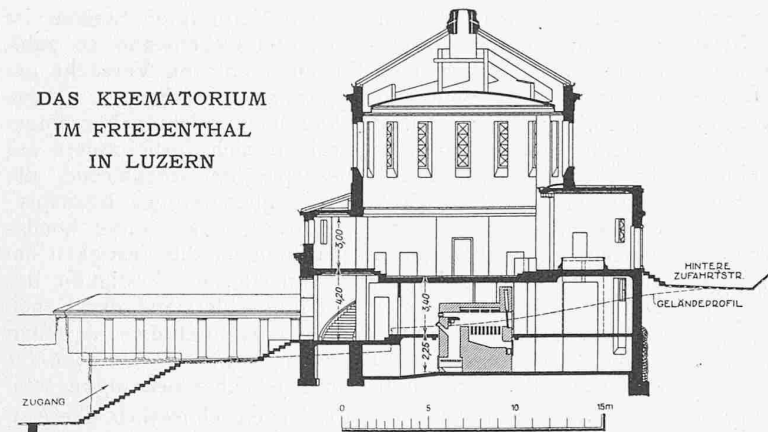 DAS KREMATORIUM
IM FRIEDENTHAL
IN LUZERN
3,00
4,20
3,40
2,25
HINTERE
ZUFAHRTSTR.
GELÄNDEPROFIL
ZUGANG
0 5 10 15m